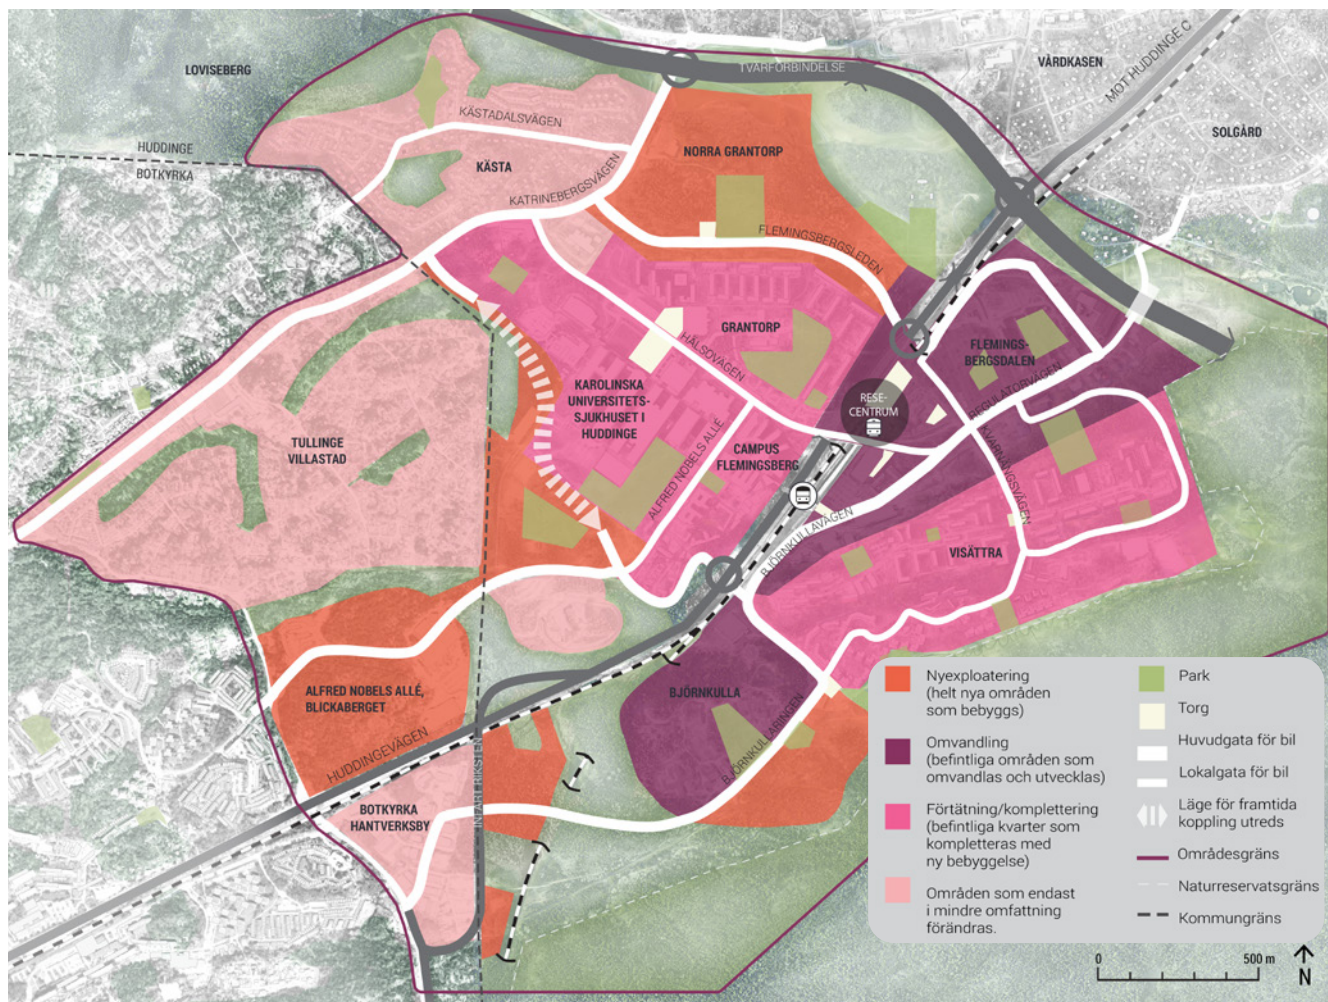 LOVISEBERG
TVÄRFÖRBINDELSE
VÅRDKASEN
MOT HUDDINGE C
SOLGÅRD
HUDDINGE
BOTKYRKA
KÄSTADALSVÄGEN
KÄSTA
KATRINEBERGSVÄGEN
NORRA GRANTORP
FLEMINGSBERGSLEDEN
GRANTORP
HÄLSOVÄGEN
FLEMINGS-
BERGSDALEN
REGULATORVÄGEN
RESE-
CENTRUM
KAROLINSKA
UNIVERSITETS-
SJUKHUSET I
HUDDINGE
TULLINGE
VILLASTAD
CAMPUS
FLEMINGSBERG
ALFRED NOBELS ALLÉ
KVARNÄNGSVÄGEN
BJÖRNKULLAVÄGEN
VISÄTTRA
ALFRED NOBELS ALLÉ,
BLICKABERGET
BJÖRNKULLA
BJÖRNKULLARINGEN
HUDDINGEVÄGEN
BOTKYRKA
HANTVERKSBY
Nyexploatering
(helt nya områden
som bebyggs)
Omvandling
(befintliga områden som
omvandlas och utvecklas)
Förtätning/komplettering
(befintliga kvarter som
kompletteras med
ny bebyggelse)
Områden som endast
i mindre omfattning
förändras.
Park
Torg
Huvudgata för bil
Lokalgata för bil
Läge för framtida
koppling utreds
Områdesgräns
Naturreservatsgräns
Kommungräns
0 500 m
N